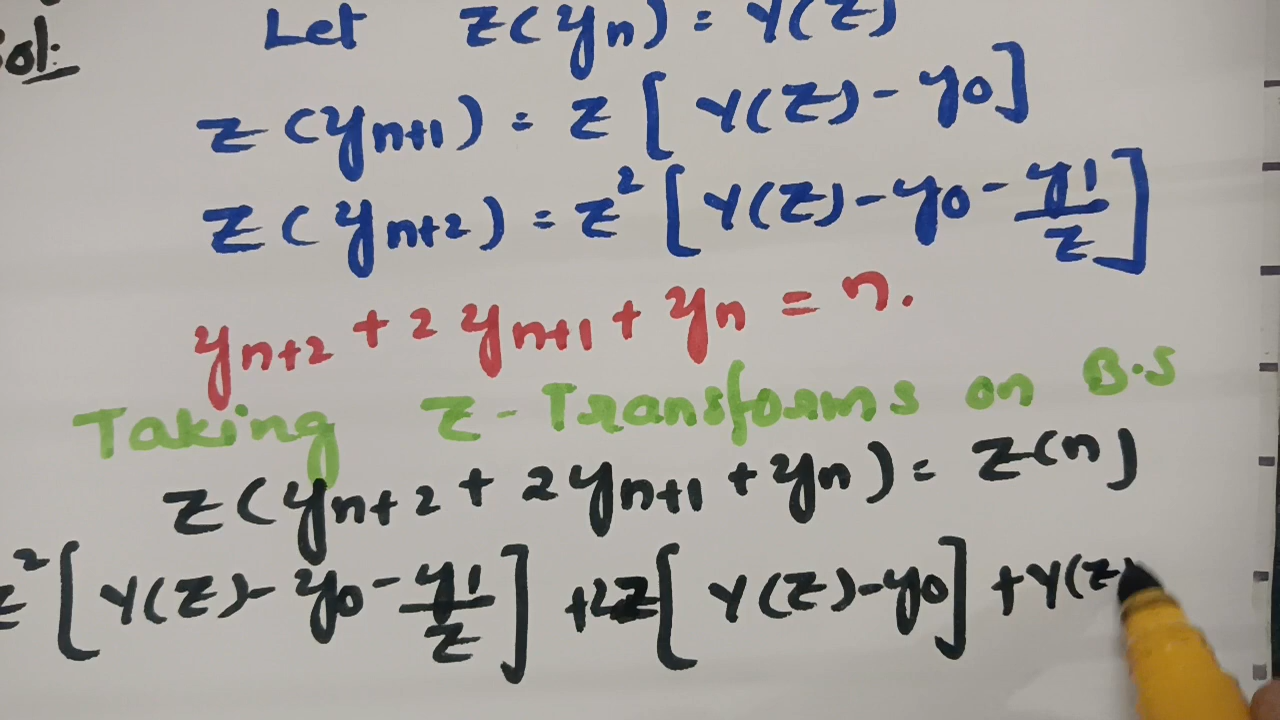 Sol:
Let Z(yn) = Y(Z)
Z(yn+1) = Z[Y(Z) - y0]
Z(yn+2) = Z²[Y(Z) - y0 - y1/Z]
yn+2 + 2yn+1 + yn = n.
Taking Z-Transforms on B.S
Z(yn+2 + 2yn+1 + yn) = Z(n)
Z²[Y(Z) - y0 - y1/Z] + 2Z[Y(Z) - y0] + Y(Z)